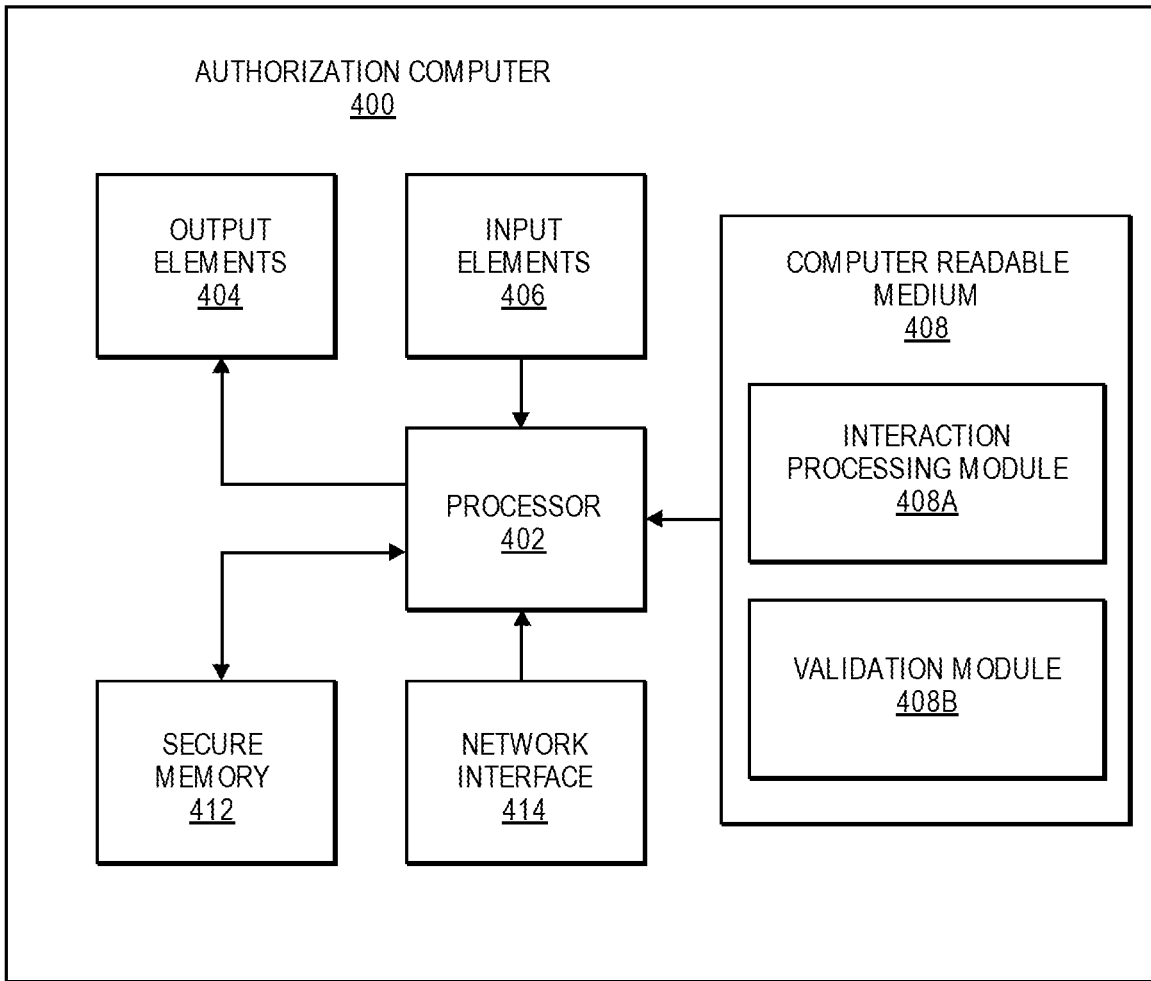 AUTHORIZATION COMPUTER
400
OUTPUT
ELEMENTS
404
INPUT
ELEMENTS
406
COMPUTER READABLE
MEDIUM
408
INTERACTION
PROCESSING MODULE
408A
PROCESSOR
402
VALIDATION MODULE
408B
SECURE
MEMORY
412
NETWORK
INTERFACE
414